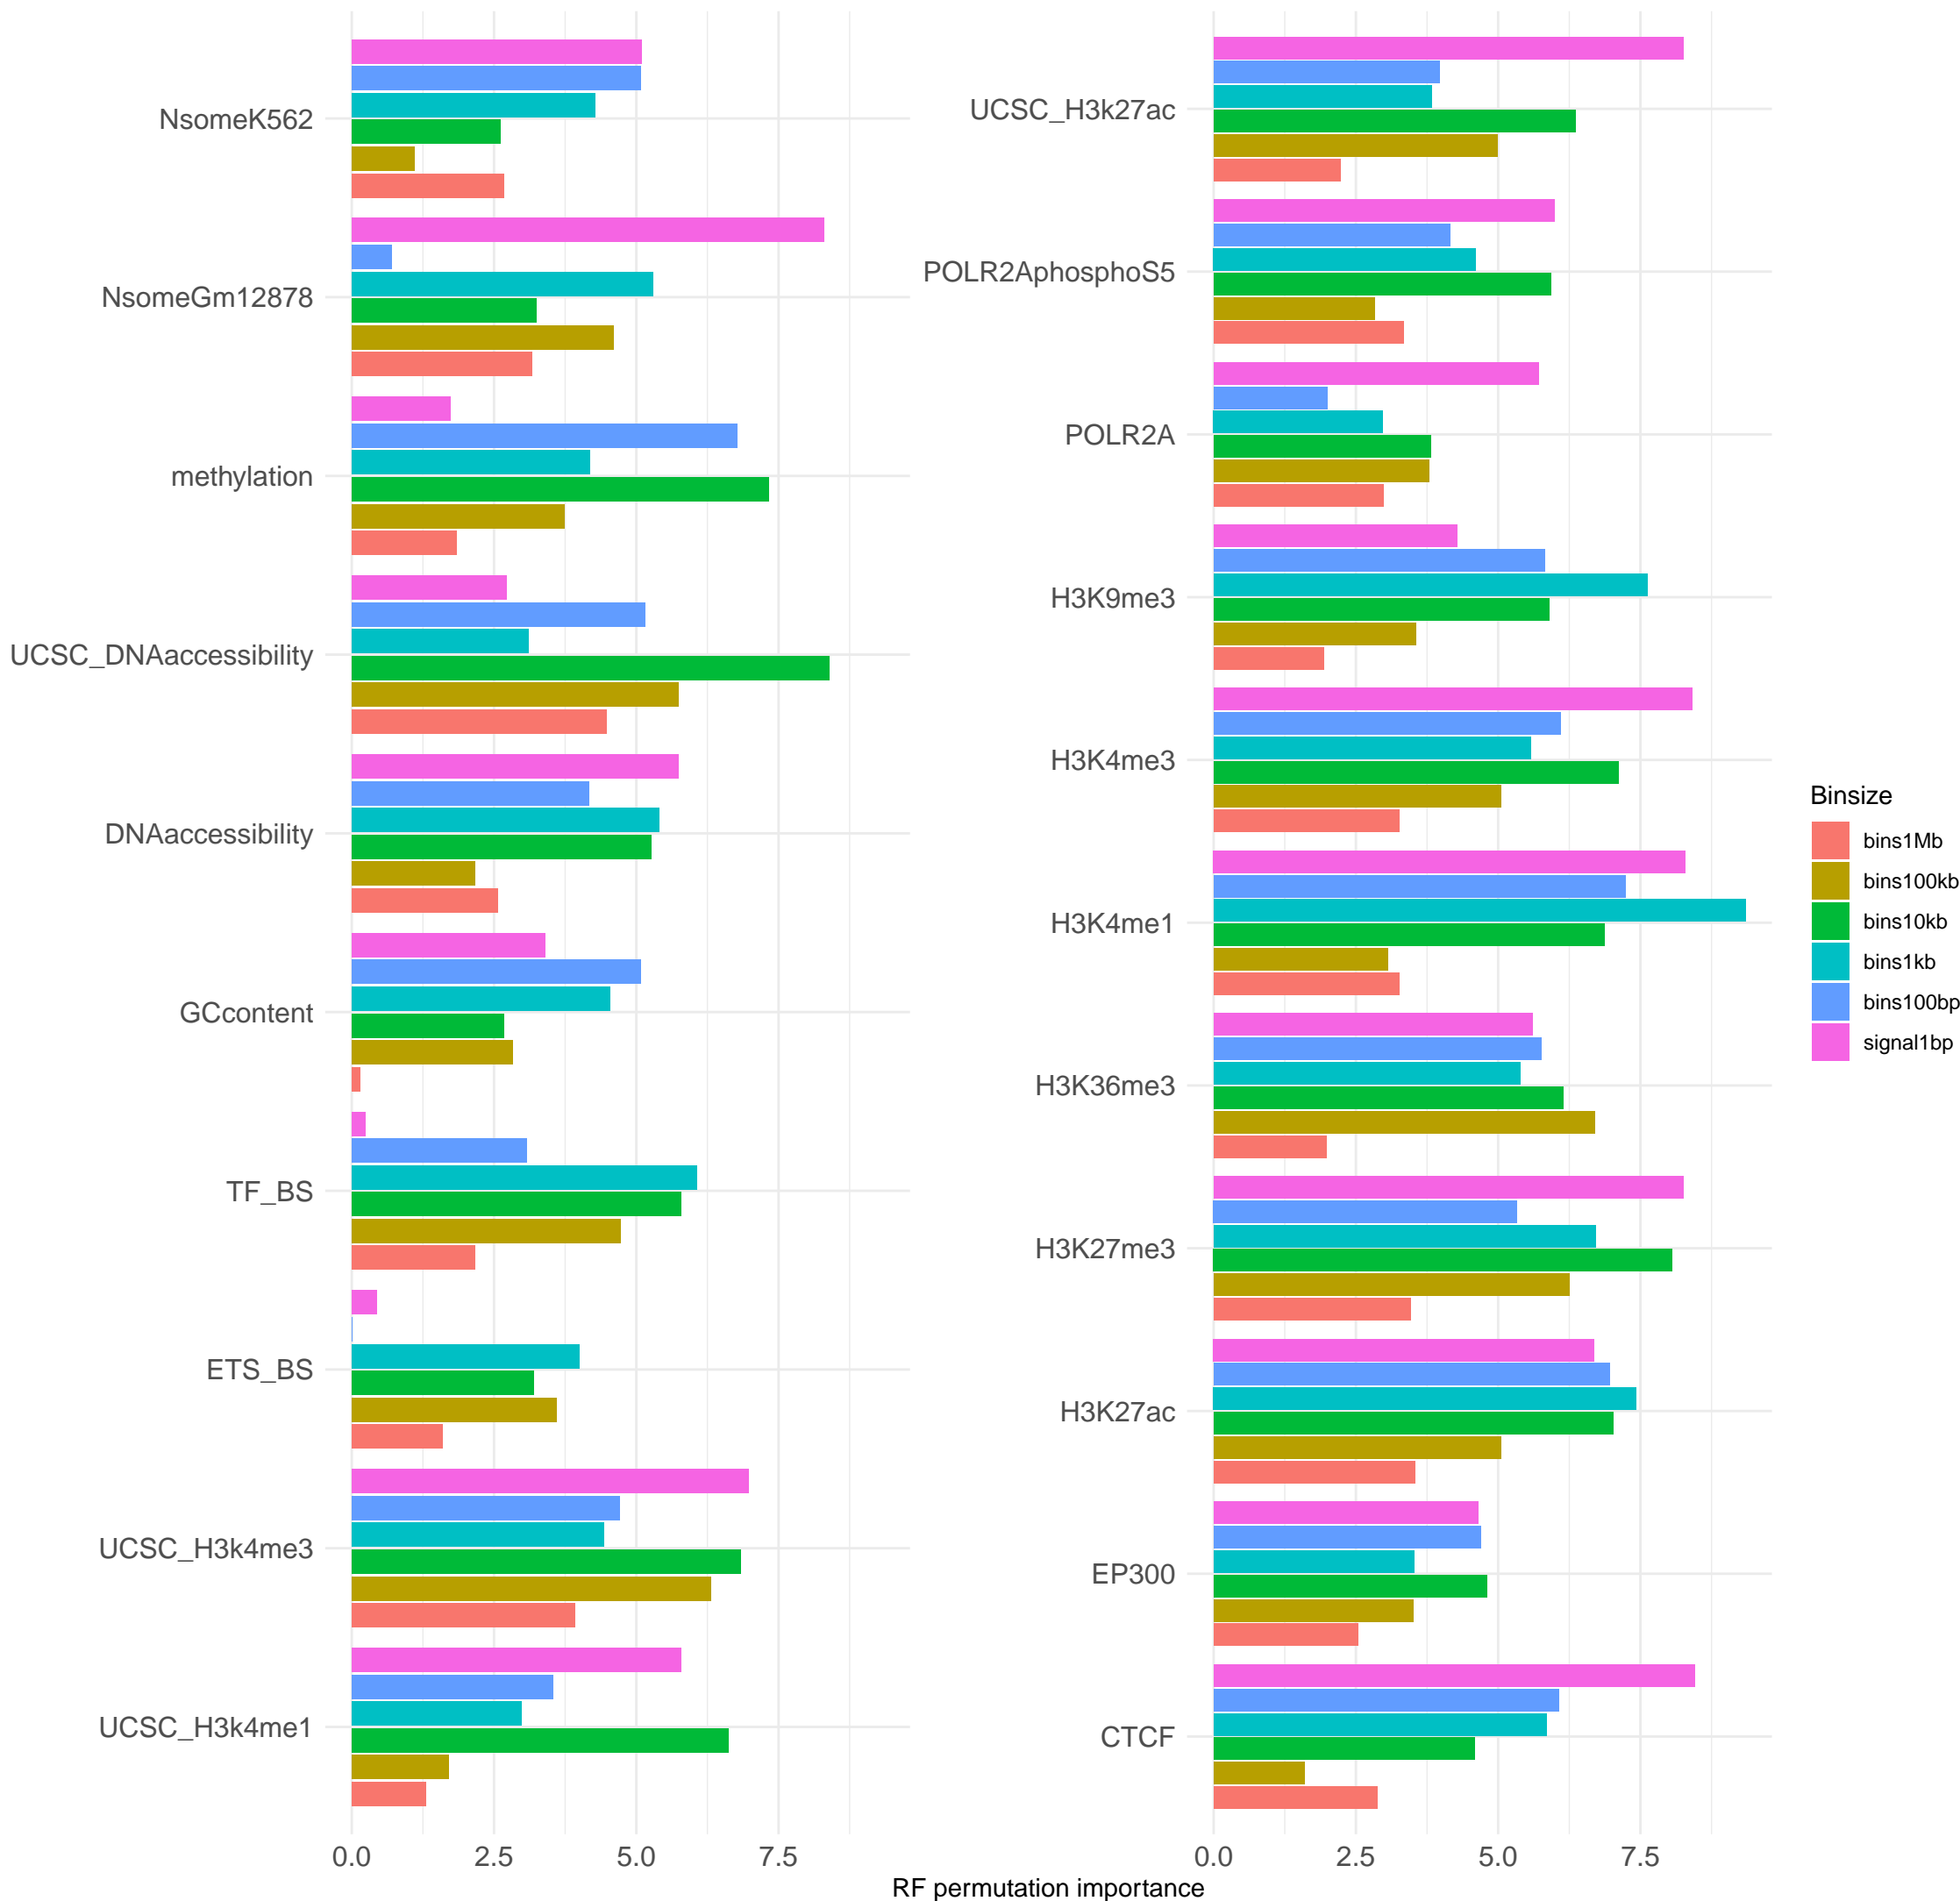 NsomeK562
NsomeGm12878
methylation
UCSC_DNAaccessibility
DNAaccessibility
GCcontent
TF_BS
ETS_BS
UCSC_H3k4me3
UCSC_H3k4me1
0.0 2.5 5.0 7.5
UCSC_H3k27ac
POLR2AphosphoS5
POLR2A
H3K9me3
H3K4me3
H3K4me1
H3K36me3
H3K27me3
H3K27ac
EP300
CTCF
0.0 2.5 5.0 7.5
RF permutation importance
Binsize
bins1Mb
bins100kb
bins10kb
bins1kb
bins100bp
signal1bp